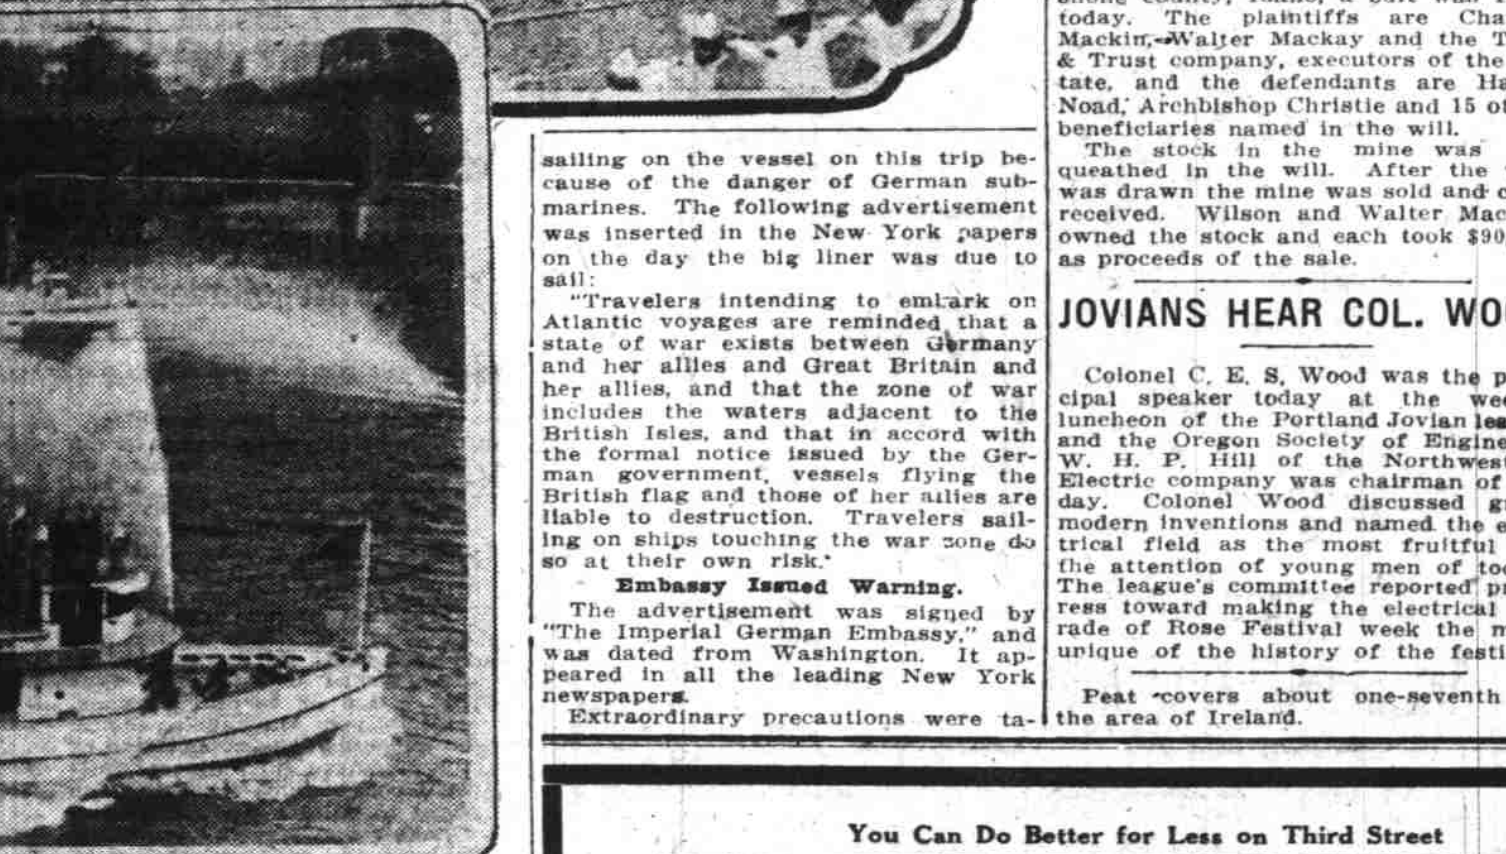 sailing on the vessel on this trip be-
cause of the danger of German sub-
marines. The following advertisement
was inserted in the New York papers
on the day the big liner was due to
sail:
"Travelers intending to embark on
Atlantic voyages are reminded that a
state of war exists between Germany
and her allies and Great Britain and
her allies, and that the zone of war
includes the waters adjacent to the
British Isles, and that in accord with
the formal notice issued by the Ger-
man government, vessels flying the
British flag and those of her allies are
liable to destruction. Travelers sail-
ing on ships touching the war zone do
so at their own risk."
Embassy Issued Warning.
The advertisement was signed by
"The Imperial German Embassy," and
was dated from Washington. It ap-
peared in all the leading New York
newspapers.
Extraordinary precautions were ta-
today. The plaintiffs are Cha
Mackin, Walter Mackay and the T
& Trust company, executors of the
tate, and the defendants are Ha
Noad, Archbishop Christie and 15 ot
beneficiaries named in the will.
The stock in the mine was
queathed in the will. After the
was drawn the mine was sold and c
received. Wilson and Walter Mac
owned the stock and each took $90
as proceeds of the sale.
JOVIANS HEAR COL. WO
Colonel C. E. S. Wood was the p
cipal speaker today at the wee
luncheon of the Portland Jovian lea
and the Oregon Society of Engine
W. H. P. Hill of the Northwest
Electric company was chairman of
day. Colonel Wood discussed g
modern inventions and named the e
trical field as the most fruitful
the attention of young men of to
The league's committee reported p
ress toward making the electrical
rade of Rose Festival week the m
unique of the history of the festi
Peat covers about one-seventh
the area of Ireland.
You Can Do Better for Less on Third Street